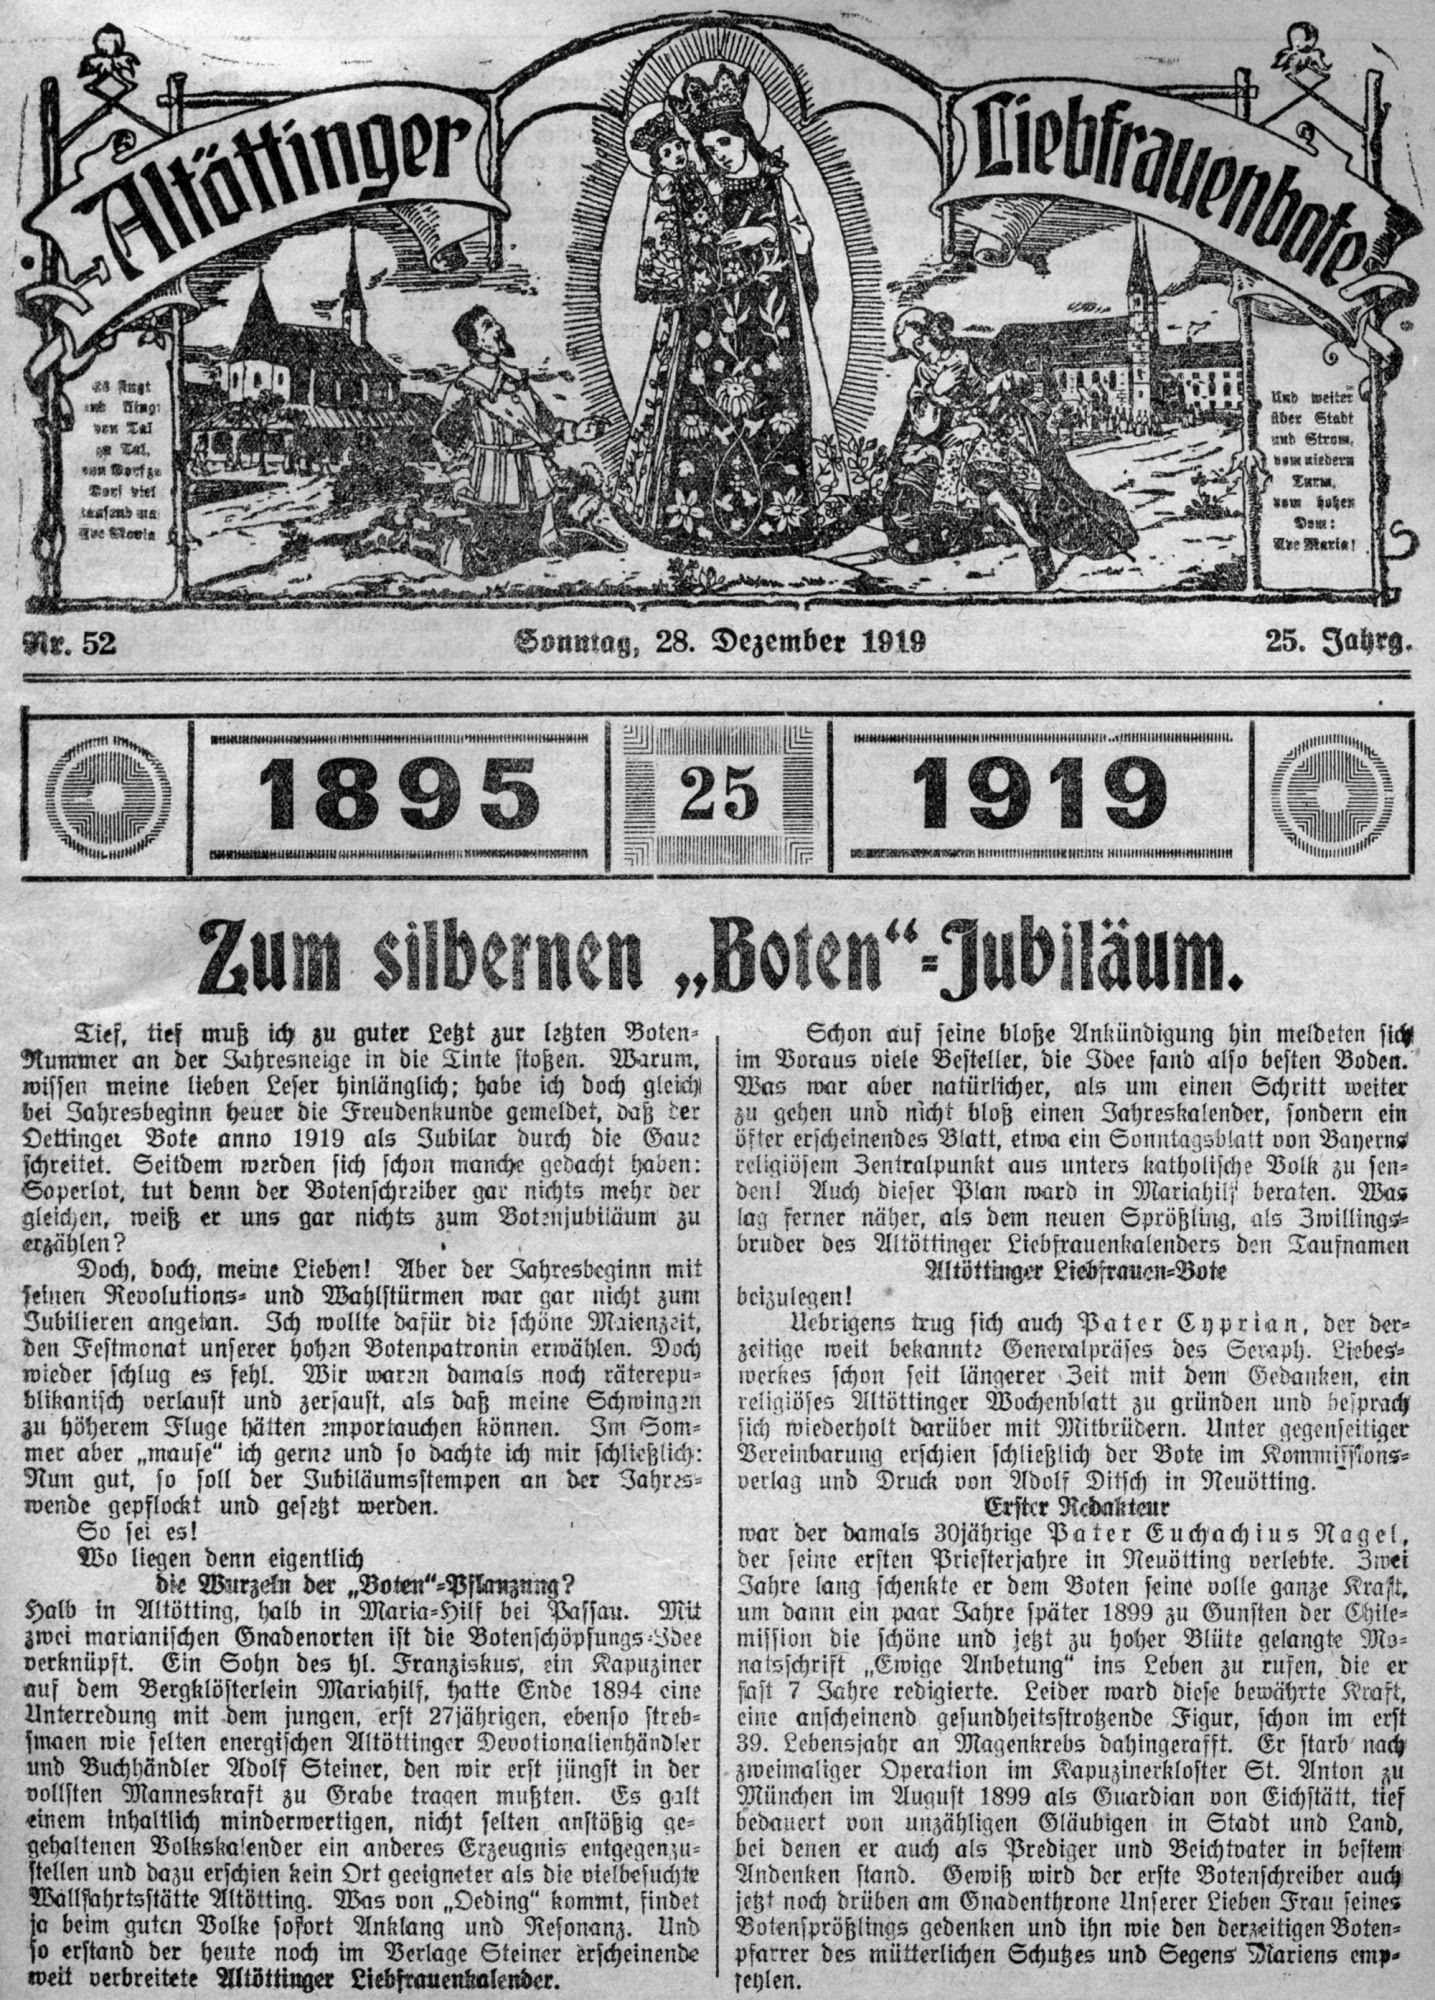 Altöttinger
Liebfrauenbote
Es singt
und klingt
von Tal
zu Tal,
von Dorf zu
Dorf viel
tausend ma
Ave Maria
Und weiter
über Stadt
und Strom,
vom niedern
Turm,
vom hohen
Dom:
Ave Maria!
Nr. 52
Sonntag, 28. Dezember 1919
25. Jahrg.
1895
25
1919
Zum silbernen „Boten“-Jubiläum.
Tief, tief muß ich zu guter Letzt zur letzten Boten-
Nummer an der Jahresneige in die Tinte stoßen. Warum,
wissen meine lieben Leser hinlänglich; habe ich doch gleich
bei Jahresbeginn heuer die Freudenkunde gemeldet, daß der
Oettinger Bote anno 1919 als Jubilar durch die Gaue
schreitet. Seitdem werden sich schon manche gedacht haben:
Saperlot, tut denn der Botenschreiber gar nichts mehr der
gleichen, weiß er uns gar nichts zum Botenjubiläum zu
erzählen?
Doch, doch, meine Lieben! Aber der Jahresbeginn mit
seinen Revolutions- und Wahlstürmen war gar nicht zum
Jubilieren angetan. Ich wollte dafür die schöne Maienzeit,
den Festmonat unserer hohen Botenpatronin erwählen. Doch
wieder schlug es fehl. Wir waren damals noch räterepu-
blikanisch verlaust und zersaust, als daß meine Schwingen
zu höherem Fluge hätten emportauchen können. Im Som-
mer aber „mause“ ich gerne und so dachte ich mir schließlich:
Nun gut, so soll der Jubiläumsstempen an der Jahres-
wende gepflockt und gesetzt werden.
So sei es!
Wo liegen denn eigentlich
die Wurzeln der „Boten“-Pflanzung?
Halb in Altötting, halb in Maria-Hilf bei Passau. Mit
zwei marianischen Gnadenorten ist die Botenschöpfungs-Idee
verknüpft. Ein Sohn des hl. Franziskus, ein Kapuziner
auf dem Bergklösterlein Mariahilf, hatte Ende 1894 eine
Unterredung mit dem jungen, erst 27jährigen, ebenso streb-
smaen wie selten energischen Altöttinger Devotionalienhändler
und Buchhändler Adolf Steiner, den wir erst jüngst in der
vollsten Manneskraft zu Grabe tragen mußten. Es galt
einem inhaltlich minderwertigen, nicht selten anstößig ge-
gehaltenen Volkskalender ein anderes Erzeugnis entgegenzu-
stellen und dazu erschien kein Ort geeigneter als die vielbesuchte
Wallfahrtsstätte Altötting. Was von „Oeding“ kommt, findet
ja beim guten Volke sofort Anklang und Resonanz. Und
so erstand der heute noch im Verlage Steiner erscheinende
weit verbreitete Altöttinger Liebfrauenkalender.
Schon auf seine bloße Ankündigung hin meldeten sich
im Voraus viele Besteller, die Idee fand also besten Boden.
Was war aber natürlicher, als um einen Schritt weiter
zu gehen und nicht bloß einen Jahreskalender, sondern ein
öfter erscheinendes Blatt, etwa ein Sonntagsblatt von Bayerns
religiösem Zentralpunkt aus unters katholische Volk zu sen-
den! Auch dieser Plan ward in Mariahilf beraten. Was
lag ferner näher, als dem neuen Sprößling, als Zwillings-
bruder des Altöttinger Liebfrauenkalenders den Taufnamen
Altöttinger Liebfrauen-Bote
beizulegen!
Uebrigens trug sich auch Pater Cyprian, der der-
zeitige weit bekannte Generalpräses des Seraph. Liebes-
werkes schon seit längerer Zeit mit dem Gedanken, ein
religiöses Altöttinger Wochenblatt zu gründen und besprach
sich wiederholt darüber mit Mitbrüdern. Unter gegenseitiger
Vereinbarung erschien schließlich der Bote im Kommissions-
verlag und Druck von Adolf Ditsch in Neuötting.
Erster Redakteur
war der damals 30jährige Pater Euchachius Nagel,
der seine ersten Priesterjahre in Neuötting verlebte. Zwei
Jahre lang schenkte er dem Boten seine volle ganze Kraft,
um dann ein paar Jahre später 1899 zu Gunsten der Chile-
mission die schöne und jetzt zu hoher Blüte gelangte Mo-
natsschrift „Ewige Anbetung“ ins Leben zu rufen, die er
fast 7 Jahre redigierte. Leider ward diese bewährte Kraft,
eine anscheinend gesundheitsstrotzende Figur, schon im erst
39. Lebensjahr an Magenkrebs dahingerafft. Er starb nach
zweimaliger Operation im Kapuzinerkloster St. Anton zu
München im August 1899 als Guardian von Eichstätt, tief
bedauert von unzähligen Gläubigen in Stadt und Land,
bei denen er auch als Prediger und Beichtvater in bestem
Andenken stand. Gewiß wird der erste Botenschreiber auch
jetzt noch drüben am Gnadenthrone Unserer Lieben Frau seines
Botensprößlings gedenken und ihn wie den derzeitigen Boten-
pfarrer des mütterlichen Schutzes und Segens Mariens emp-
fehlen.